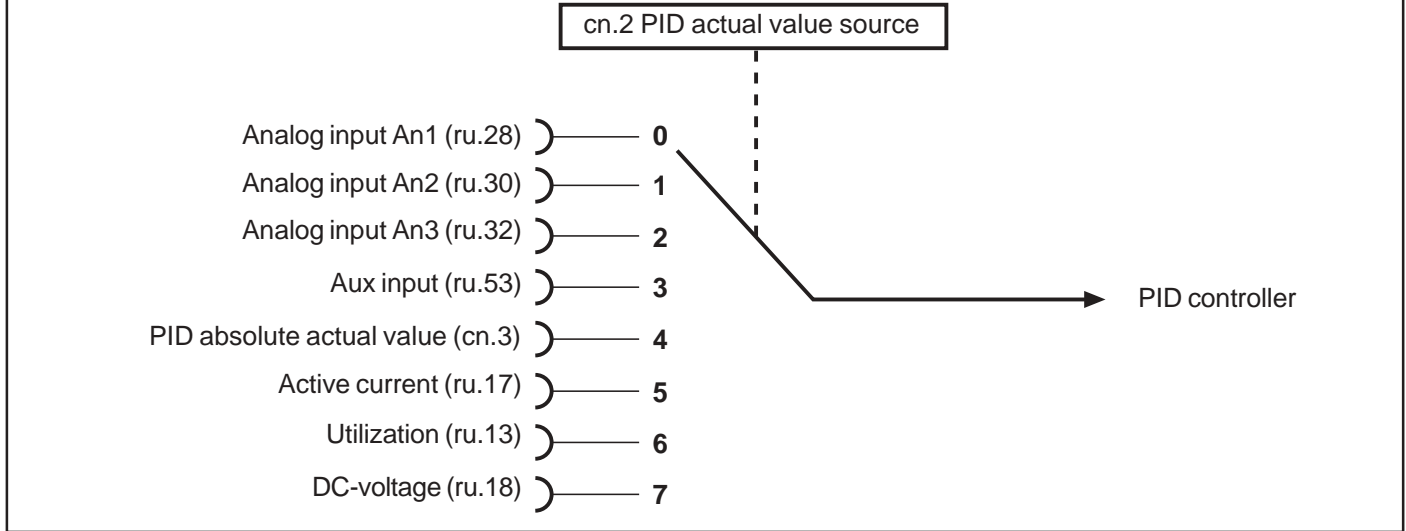 cn.2 PID actual value source
Analog input An1 (ru.28) 0
Analog input An2 (ru.30) 1
Analog input An3 (ru.32) 2
Aux input (ru.53) 3
PID absolute actual value (cn.3) 4
Active current (ru.17) 5
Utilization (ru.13) 6
DC-voltage (ru.18) 7
PID controller